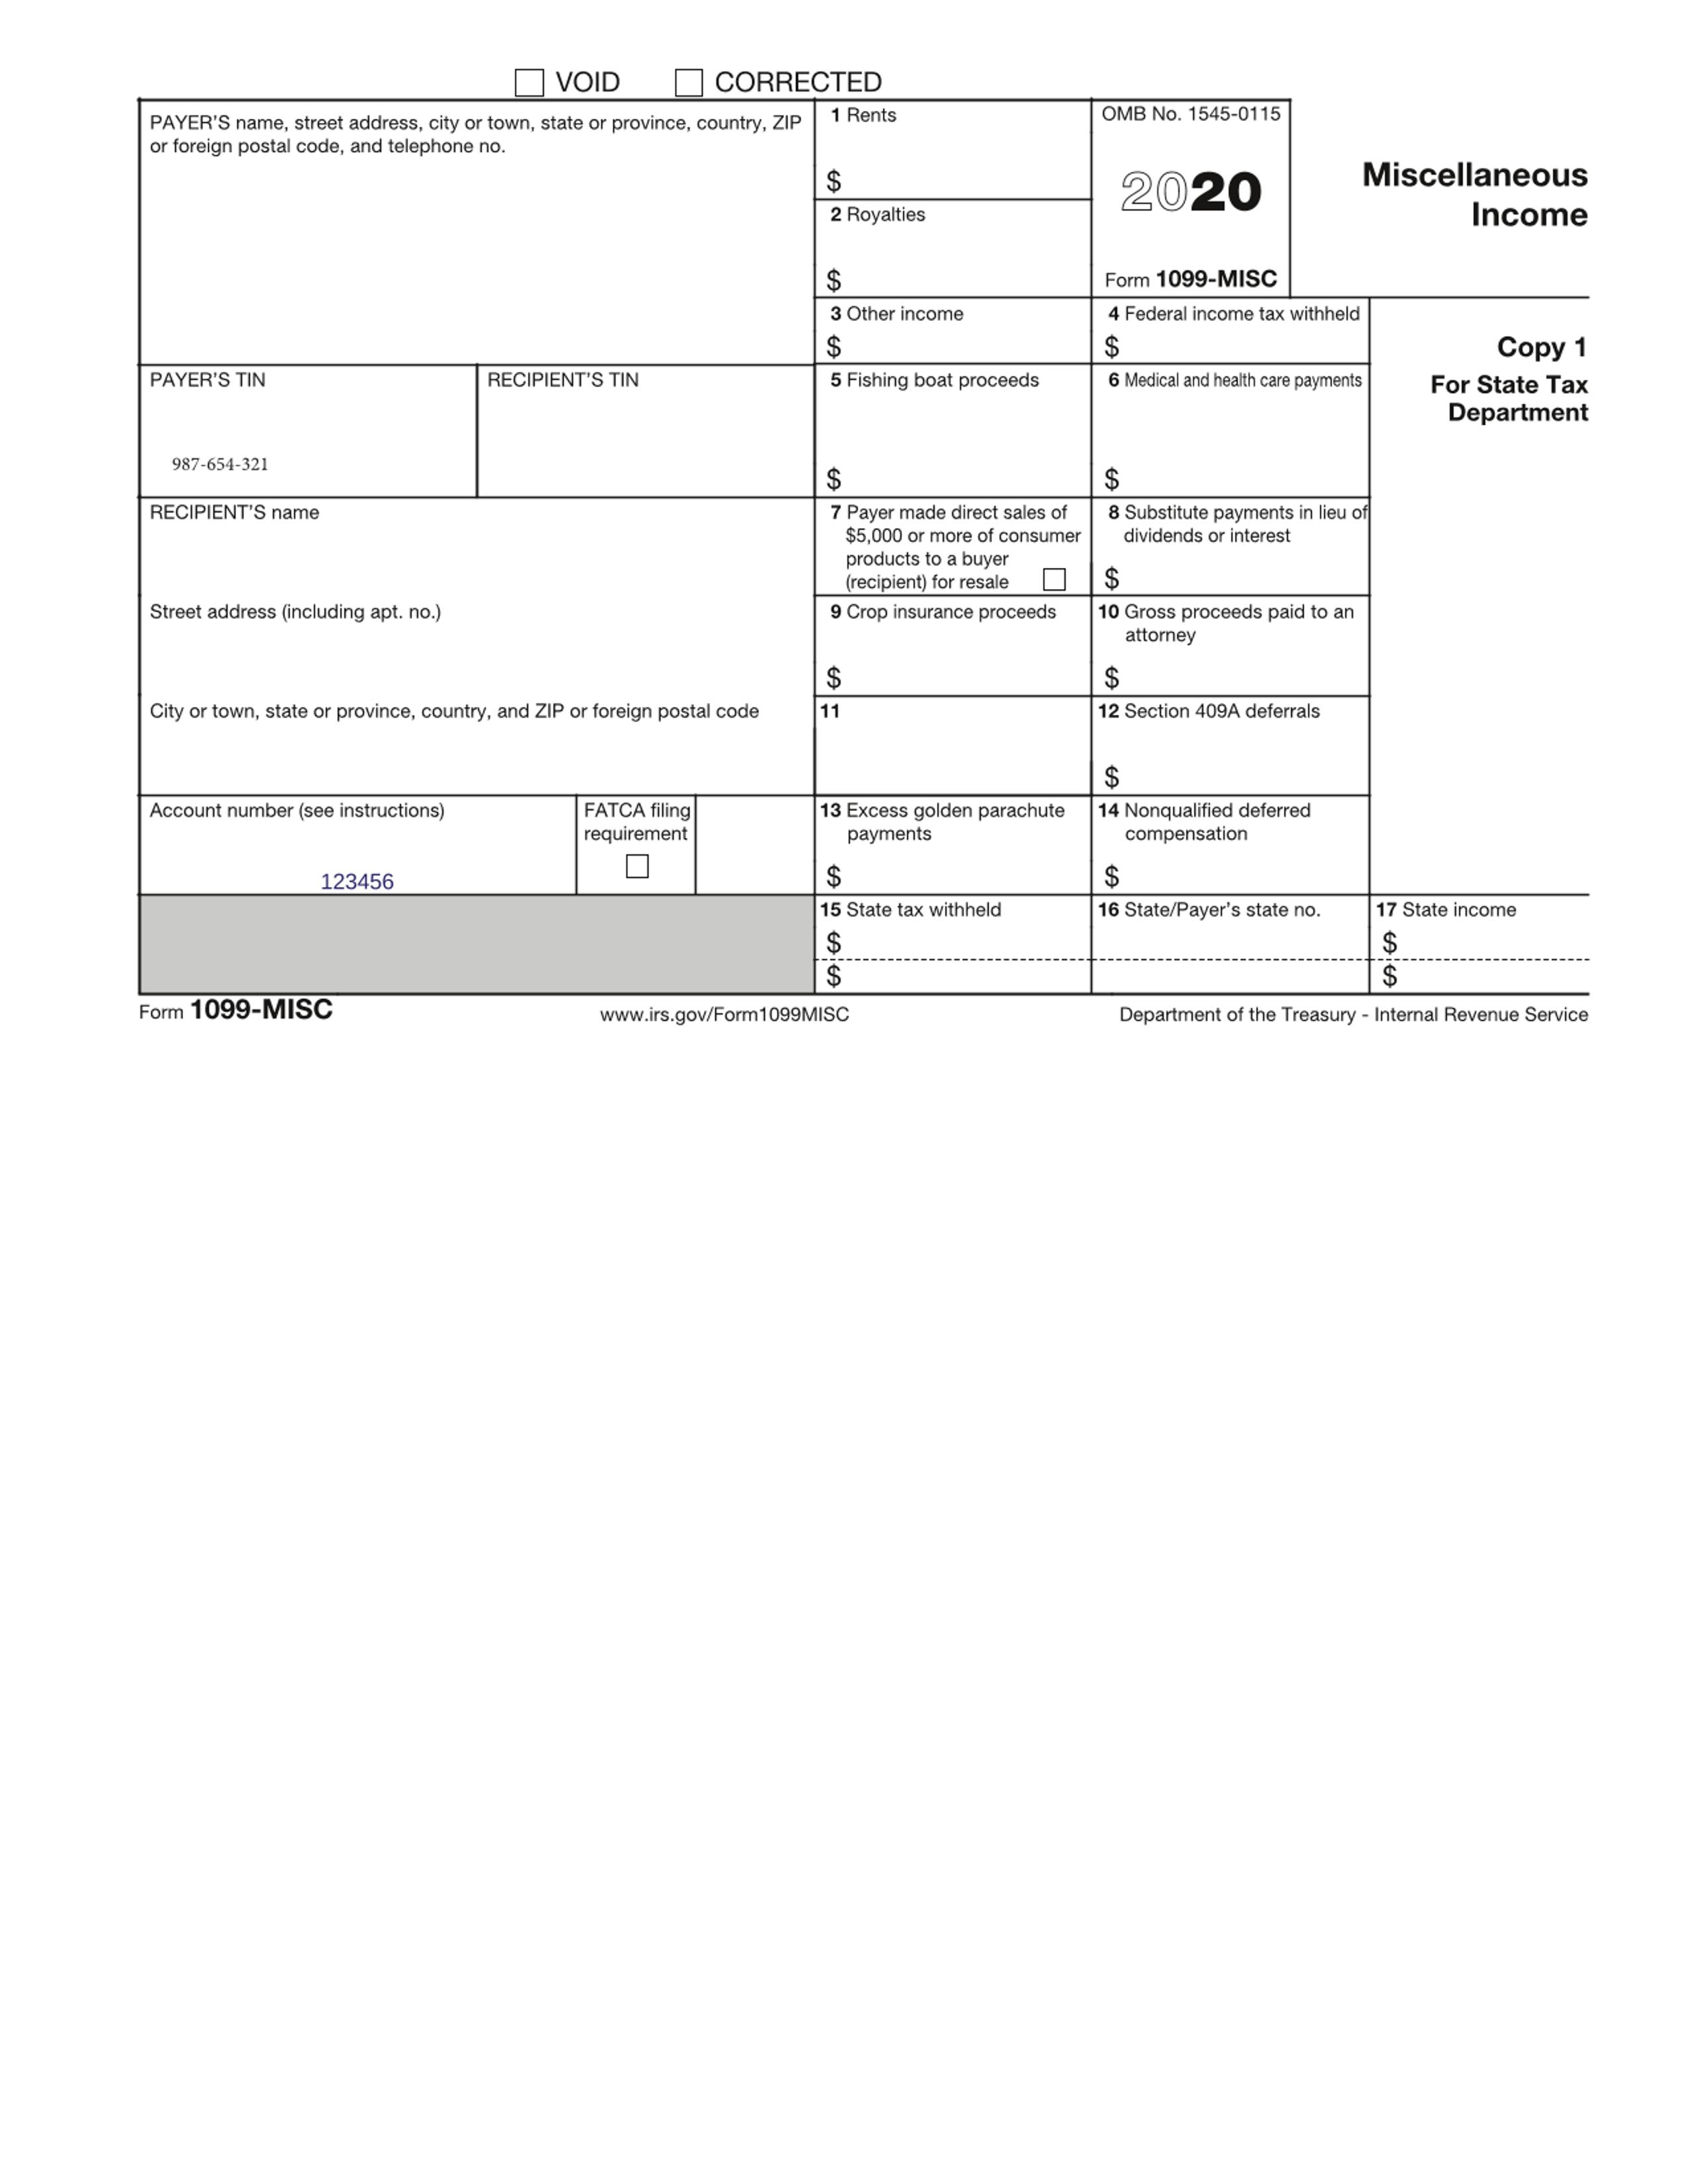 VOID CORRECTED
PAYER'S name, street address, city or town, state or province, country, ZIP
or foreign postal code, and telephone no.
1 Rents
$
2 Royalties
$
OMB No. 1545-0115
2020
Form 1099-MISC
Miscellaneous
Income
3 Other income
$
4 Federal income tax withheld
$
Copy 1
For State Tax
Department
PAYER'S TIN
987-654-321
RECIPIENT'S TIN
5 Fishing boat proceeds
$
6 Medical and health care payments
$
RECIPIENT'S name
7 Payer made direct sales of
$5,000 or more of consumer
products to a buyer
(recipient) for resale
8 Substitute payments in lieu of
dividends or interest
$
Street address (including apt. no.)
9 Crop insurance proceeds
$
10 Gross proceeds paid to an
attorney
$
City or town, state or province, country, and ZIP or foreign postal code
11
12 Section 409A deferrals
$
Account number (see instructions)
123456
FATCA filing
requirement
13 Excess golden parachute
payments
$
14 Nonqualified deferred
compensation
$
15 State tax withheld
$
$
16 State/Payer's state no.
17 State income
$
$
Form 1099-MISC
www.irs.gov/Form1099MISC
Department of the Treasury - Internal Revenue Service